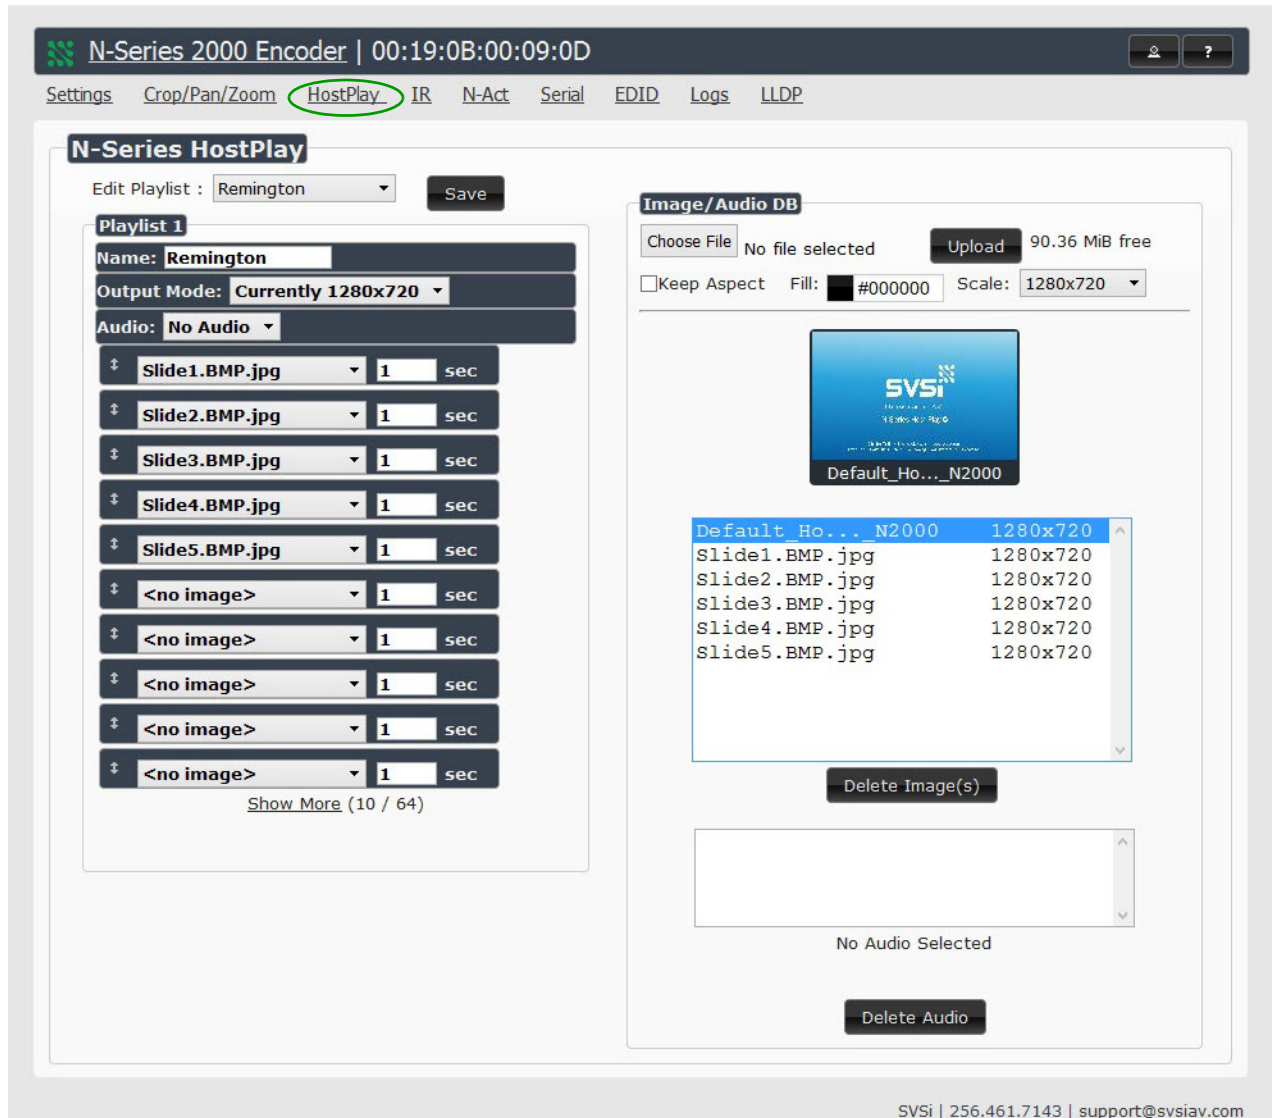 N-Series 2000 Encoder | 00:19:0B:00:09:0D ?
Settings Crop/Pan/Zoom HostPlay IR N-Act Serial EDID Logs LLDP
N-Series HostPlay
Edit Playlist : Remington Save
Playlist 1
Name: Remington
Output Mode: Currently 1280x720
Audio: No Audio
Slide1.BMP.jpg 1 sec
Slide2.BMP.jpg 1 sec
Slide3.BMP.jpg 1 sec
Slide4.BMP.jpg 1 sec
Slide5.BMP.jpg 1 sec
<no image> 1 sec
<no image> 1 sec
<no image> 1 sec
<no image> 1 sec
<no image> 1 sec
Show More (10 / 64)
Image/Audio DB
Choose File No file selected Upload 90.36 MiB free
Keep Aspect Fill: #000000 Scale: 1280x720
SVSi
N-Series Host Play
Default_Ho..._N2000
Default_Ho..._N2000 1280x720
Slide1.BMP.jpg 1280x720
Slide2.BMP.jpg 1280x720
Slide3.BMP.jpg 1280x720
Slide4.BMP.jpg 1280x720
Slide5.BMP.jpg 1280x720
Delete Image(s)
No Audio Selected
Delete Audio
SVSi | 256.461.7143 | support@svsiav.com